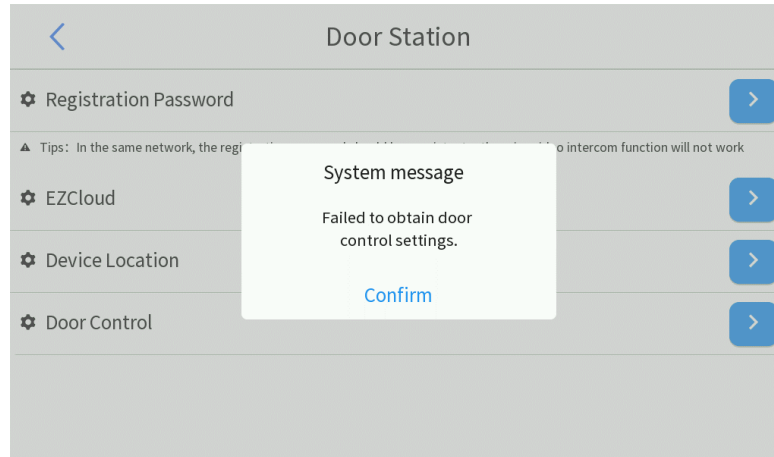 Door Station
Registration Password
Tips: In the same network, the
intercom function will not work
System message
Failed to obtain door
control settings.
Confirm
EZCloud
Device Location
Door Control